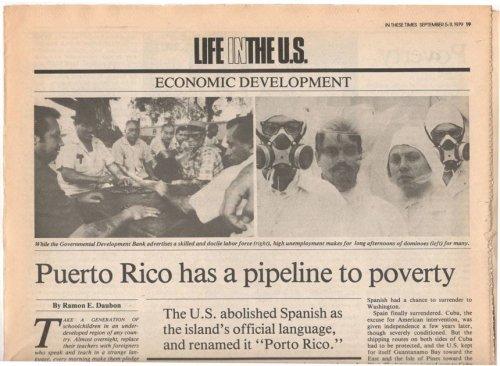 IN THESE TIMES SEPTEMBER 5-11, 1979 19
LIFE IN THE U.S.
ECONOMIC DEVELOPMENT
While the Governmental Development Bank advertises a skilled and docile labor force (right), high unemployment makes for long afternoons of dominoes (left) for many.
Puerto Rico has a pipeline to poverty
By Ramon E. Daubon
TAKE A GENERATION OF
schoolchildren in an under-
developed region of any coun-
try. Almost overnight, replace
their teachers with foreigners
who speak and teach in a strange lan-
guage, every morning make them pledge
The U.S. abolished Spanish as
the island's official language,
and renamed it "Porto Rico."
Spanish had a chance to surrender to
Washington.
Spain finally surrendered. Cuba, the
excuse for American intervention, was
given independence a few years later,
though severely conditioned. But the
shipping routes on both sides of Cuba
had to be protected, and the U.S. kept
for itself Guantanamo Bay toward the
East and the Isle of Pines toward the